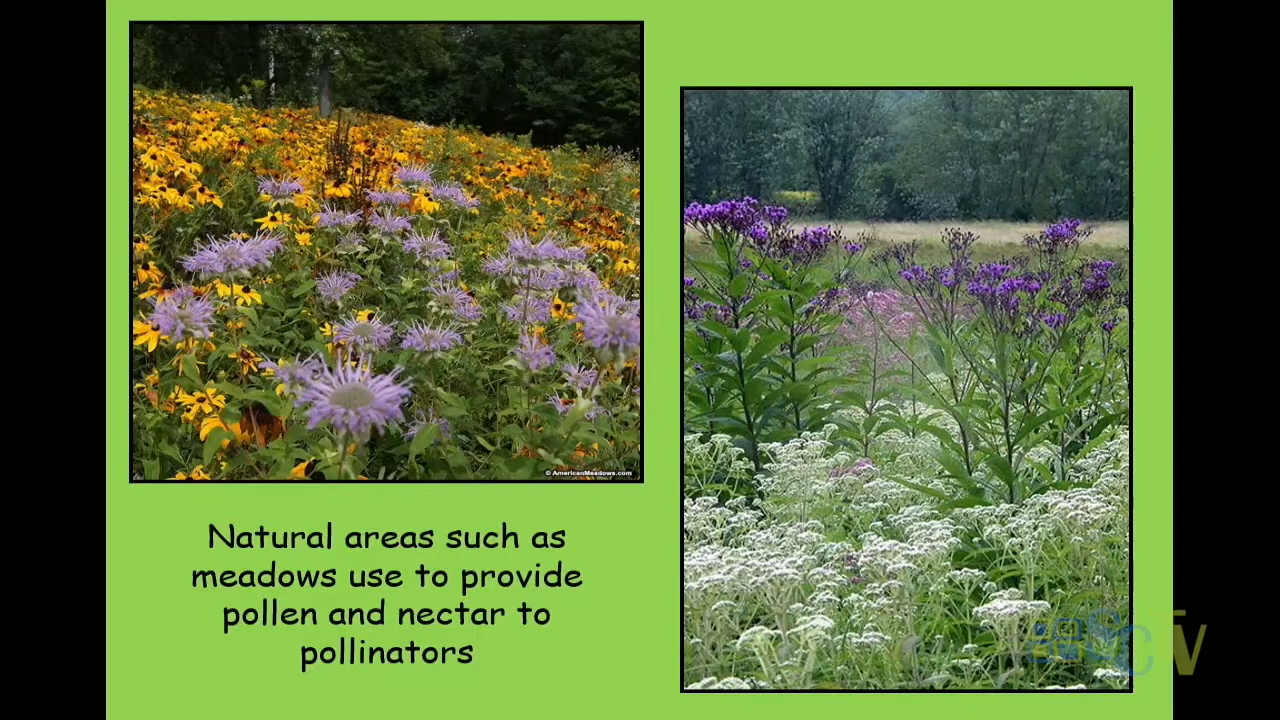 © AmericanMeadows.com
Natural areas such as
meadows use to provide
pollen and nectar to
pollinators